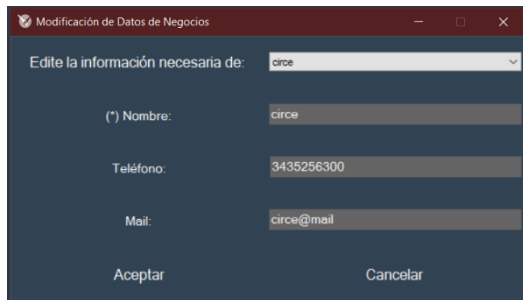 Modificación de Datos de Negocios
Edite la información necesaria de: circe
(*) Nombre: circe
Teléfono: 3435256300
Mail: circe@mail
Aceptar Cancelar